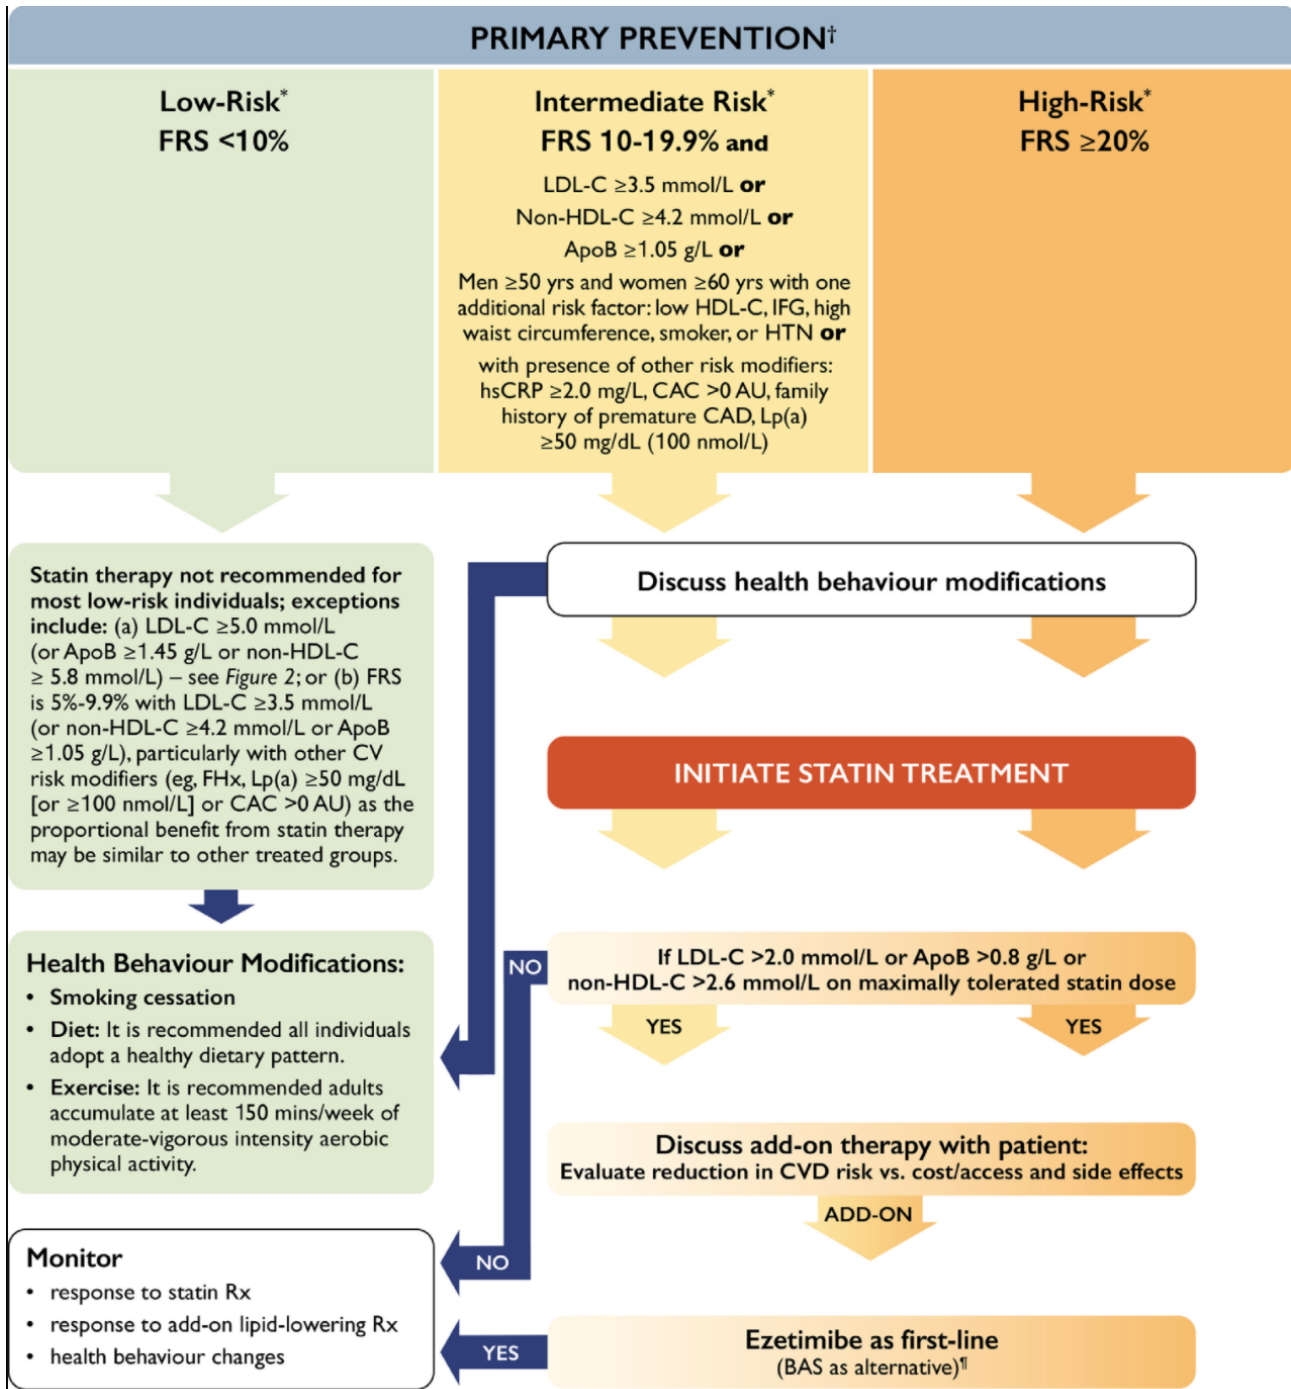 PRIMARY PREVENTION†
Low-Risk*
FRS <10%
Intermediate Risk*
FRS 10-19.9% and
LDL-C ≥3.5 mmol/L or
Non-HDL-C ≥4.2 mmol/L or
ApoB ≥1.05 g/L or
Men ≥50 yrs and women ≥60 yrs with one
additional risk factor: low HDL-C, IFG, high
waist circumference, smoker, or HTN or
with presence of other risk modifiers:
hsCRP ≥2.0 mg/L, CAC >0 AU, family
history of premature CAD, Lp(a)
≥50 mg/dL (100 nmol/L)
High-Risk*
FRS ≥20%
Statin therapy not recommended for
most low-risk individuals; exceptions
include: (a) LDL-C ≥5.0 mmol/L
(or ApoB ≥1.45 g/L or non-HDL-C
≥ 5.8 mmol/L) – see Figure 2; or (b) FRS
is 5%-9.9% with LDL-C ≥3.5 mmol/L
(or non-HDL-C ≥4.2 mmol/L or ApoB
≥1.05 g/L), particularly with other CV
risk modifiers (eg, FHx, Lp(a) ≥50 mg/dL
[or ≥100 nmol/L] or CAC >0 AU) as the
proportional benefit from statin therapy
may be similar to other treated groups.
Health Behaviour Modifications:
• Smoking cessation
• Diet: It is recommended all individuals
adopt a healthy dietary pattern.
• Exercise: It is recommended adults
accumulate at least 150 mins/week of
moderate-vigorous intensity aerobic
physical activity.
Monitor
• response to statin Rx
• response to add-on lipid-lowering Rx
• health behaviour changes
Discuss health behaviour modifications
INITIATE STATIN TREATMENT
If LDL-C >2.0 mmol/L or ApoB >0.8 g/L or
non-HDL-C >2.6 mmol/L on maximally tolerated statin dose
NO
YES
YES
Discuss add-on therapy with patient:
Evaluate reduction in CVD risk vs. cost/access and side effects
ADD-ON
NO
Ezetimibe as first-line
(BAS as alternative)¶
YES